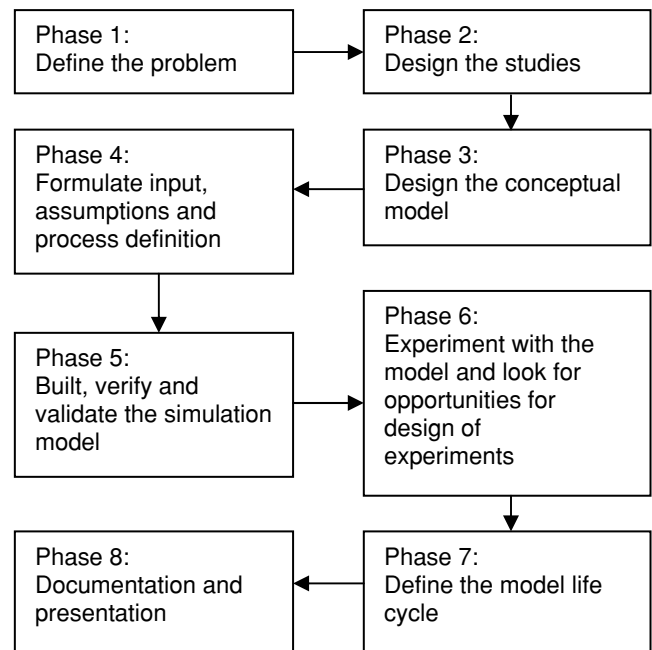 Phase 1:
Define the problem
Phase 2:
Design the studies
Phase 3:
Design the conceptual
model
Phase 4:
Formulate input,
assumptions and
process definition
Phase 5:
Built, verify and
validate the simulation
model
Phase 6:
Experiment with the
model and look for
opportunities for
design of
experiments
Phase 7:
Define the model life
cycle
Phase 8:
Documentation and
presentation